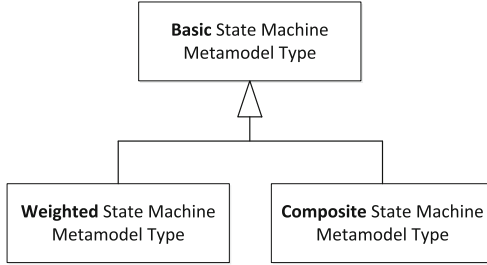 Basic State Machine
Metamodel Type
Weighted State Machine
Metamodel Type
Composite State Machine
Metamodel Type